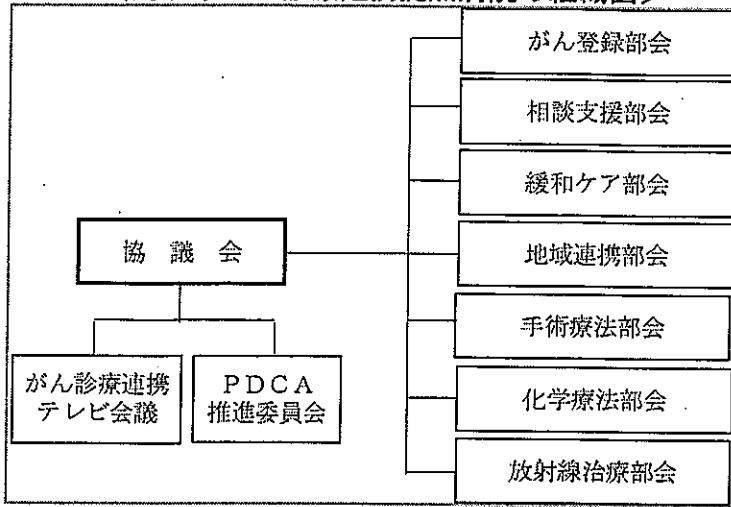 がん登録部会
相談支援部会
緩和ケア部会
協議会
地域連携部会
手術療法部会
がん診療連携
テレビ会議
PDCA
推進委員会
化学療法部会
放射線治療部会